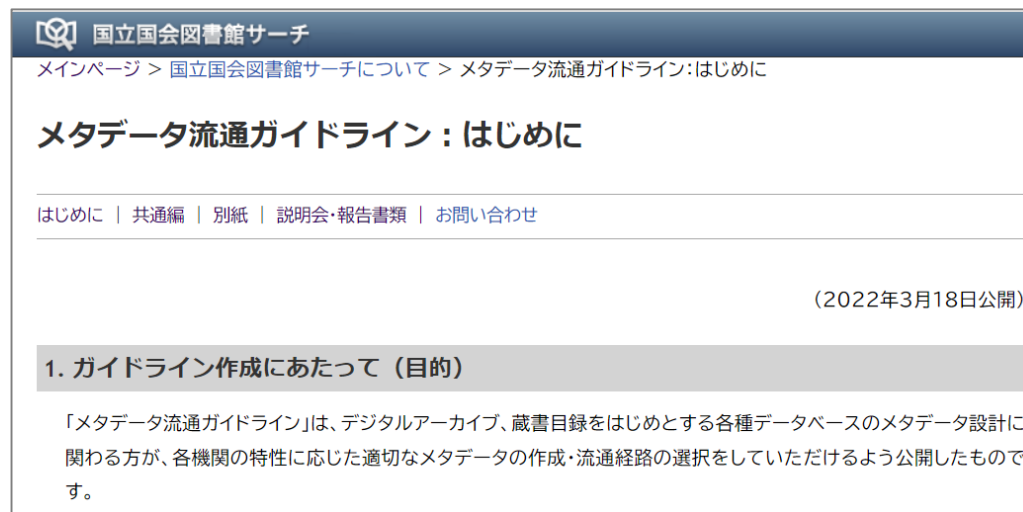 国立国会図書館サーチ
メインページ > 国立国会図書館サーチについて > メタデータ流通ガイドライン:はじめに
メタデータ流通ガイドライン:はじめに
はじめに | 共通編 | 別紙 | 説明会・報告書類 | お問い合わせ
(2022年3月18日公開)
1. ガイドライン作成にあたって(目的)
「メタデータ流通ガイドライン」は、デジタルアーカイブ、蔵書目録をはじめとする各種データベースのメタデータ設計に
関わる方が、各機関の特性に応じた適切なメタデータの作成・流通経路の選択をしていただけるよう公開したもので
す。